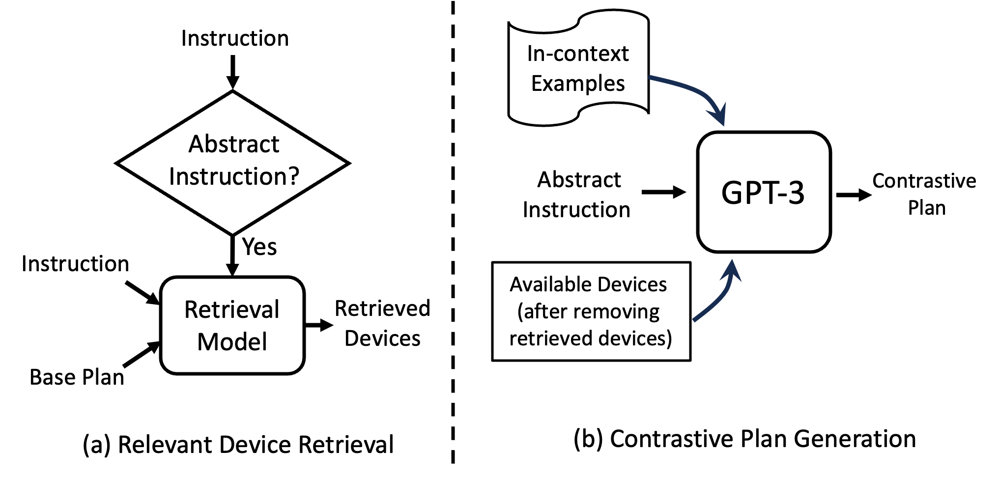 Instruction
Abstract
Instruction?
Yes
Instruction
Retrieval
Model
Base Plan
Retrieved
Devices
(a) Relevant Device Retrieval
In-context
Examples
Abstract
Instruction
GPT-3
Contrastive
Plan
Available Devices
(after removing
retrieved devices)
(b) Contrastive Plan Generation